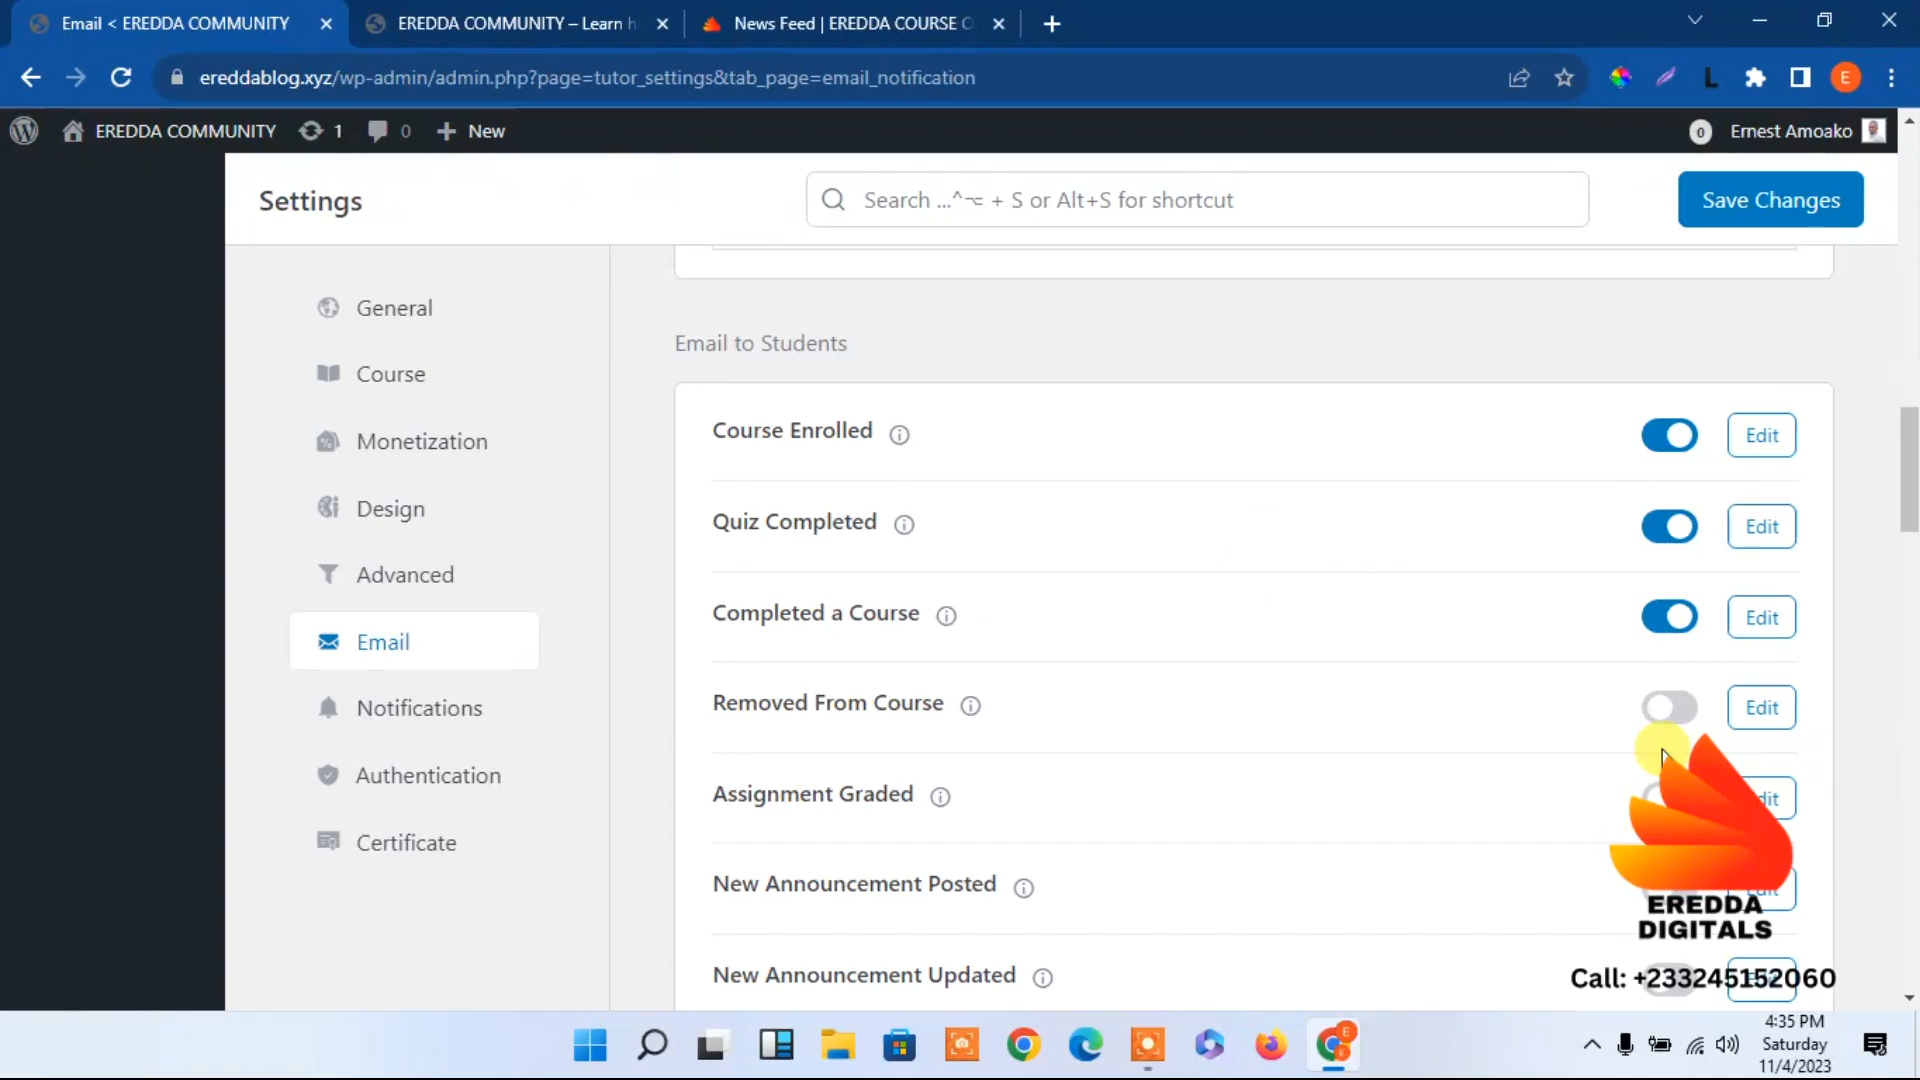 Email < EREDDA COMMUNITY
EREDDA COMMUNITY – Learn h
News Feed | EREDDA COURSE
ereddablog.xyz/wp-admin/admin.php?page=tutor_settings&tab_page=email_notification
E
EREDDA COMMUNITY
1
0
New
0
Ernest Amoako
Settings
Search ...^⌥ + S or Alt+S for shortcut
Save Changes
General
Course
Monetization
Design
Advanced
Email
Notifications
Authentication
Certificate
Email to Students
Course Enrolled
Edit
Quiz Completed
Edit
Completed a Course
Edit
Removed From Course
Edit
Assignment Graded
New Announcement Posted
New Announcement Updated
EREDDA
DIGITALS
Call: +233245152060
4:35 PM
Saturday
11/4/2023